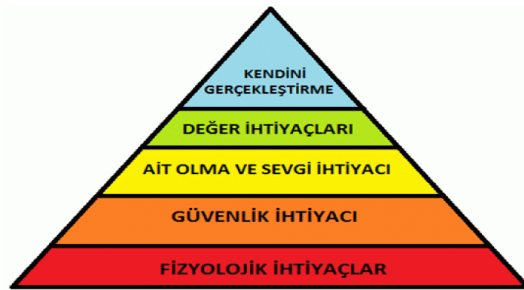 KENDİNİ
GERÇEKLEŞTİRME
DEĞER İHTİYAÇLARI
AİT OLMA VE SEVGİ İHTİYACI
GÜVENLİK İHTİYACI
FİZYOLOJİK İHTİYAÇLAR